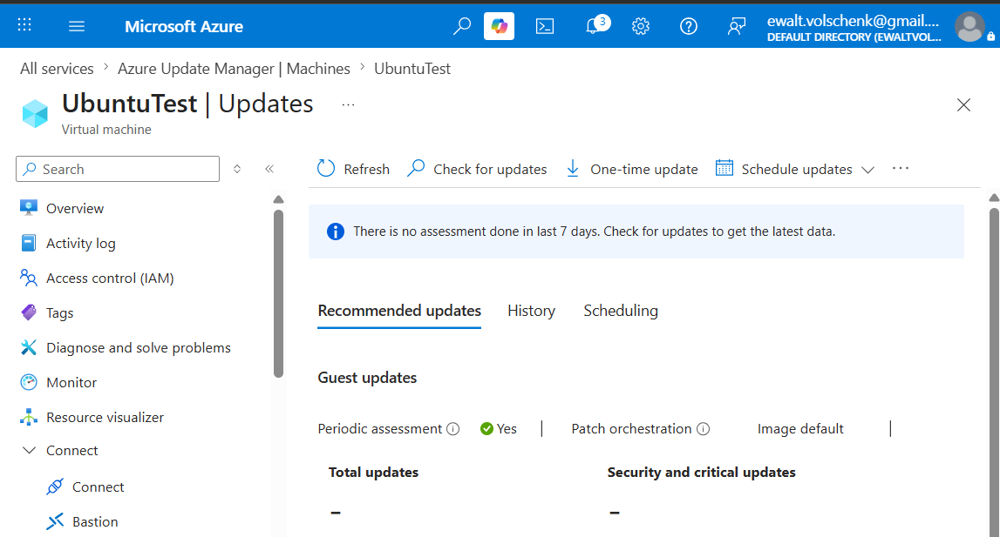 Microsoft Azure
3
ewalt.volschenk@gmail....
DEFAULT DIRECTORY (EWALTVOL...
All services > Azure Update Manager | Machines > UbuntuTest
UbuntuTest | Updates ...
Virtual machine
Search
Refresh Check for updates One-time update Schedule updates ...
Overview
Activity log
Access control (IAM)
Tags
Diagnose and solve problems
Monitor
Resource visualizer
Connect
Connect
Bastion
There is no assessment done in last 7 days. Check for updates to get the latest data.
Recommended updates History Scheduling
Guest updates
Periodic assessment Yes | Patch orchestration Image default |
Total updates Security and critical updates
– –